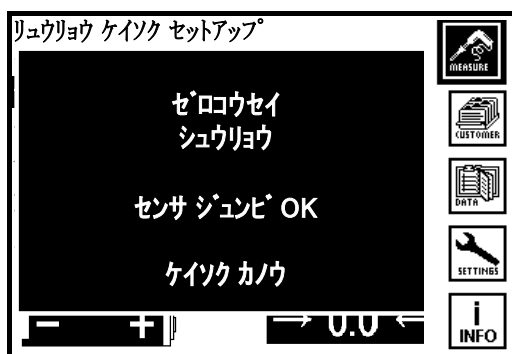 リュウリョウ ケイソク セットアップ
MEASURE
ゼロコウセイ
シュウリョウ
CUSTOMER
センサ ジュンビ OK
DATA
ケイソク カノウ
SETTINGS
− +
→ 0.0 ←
i
INFO